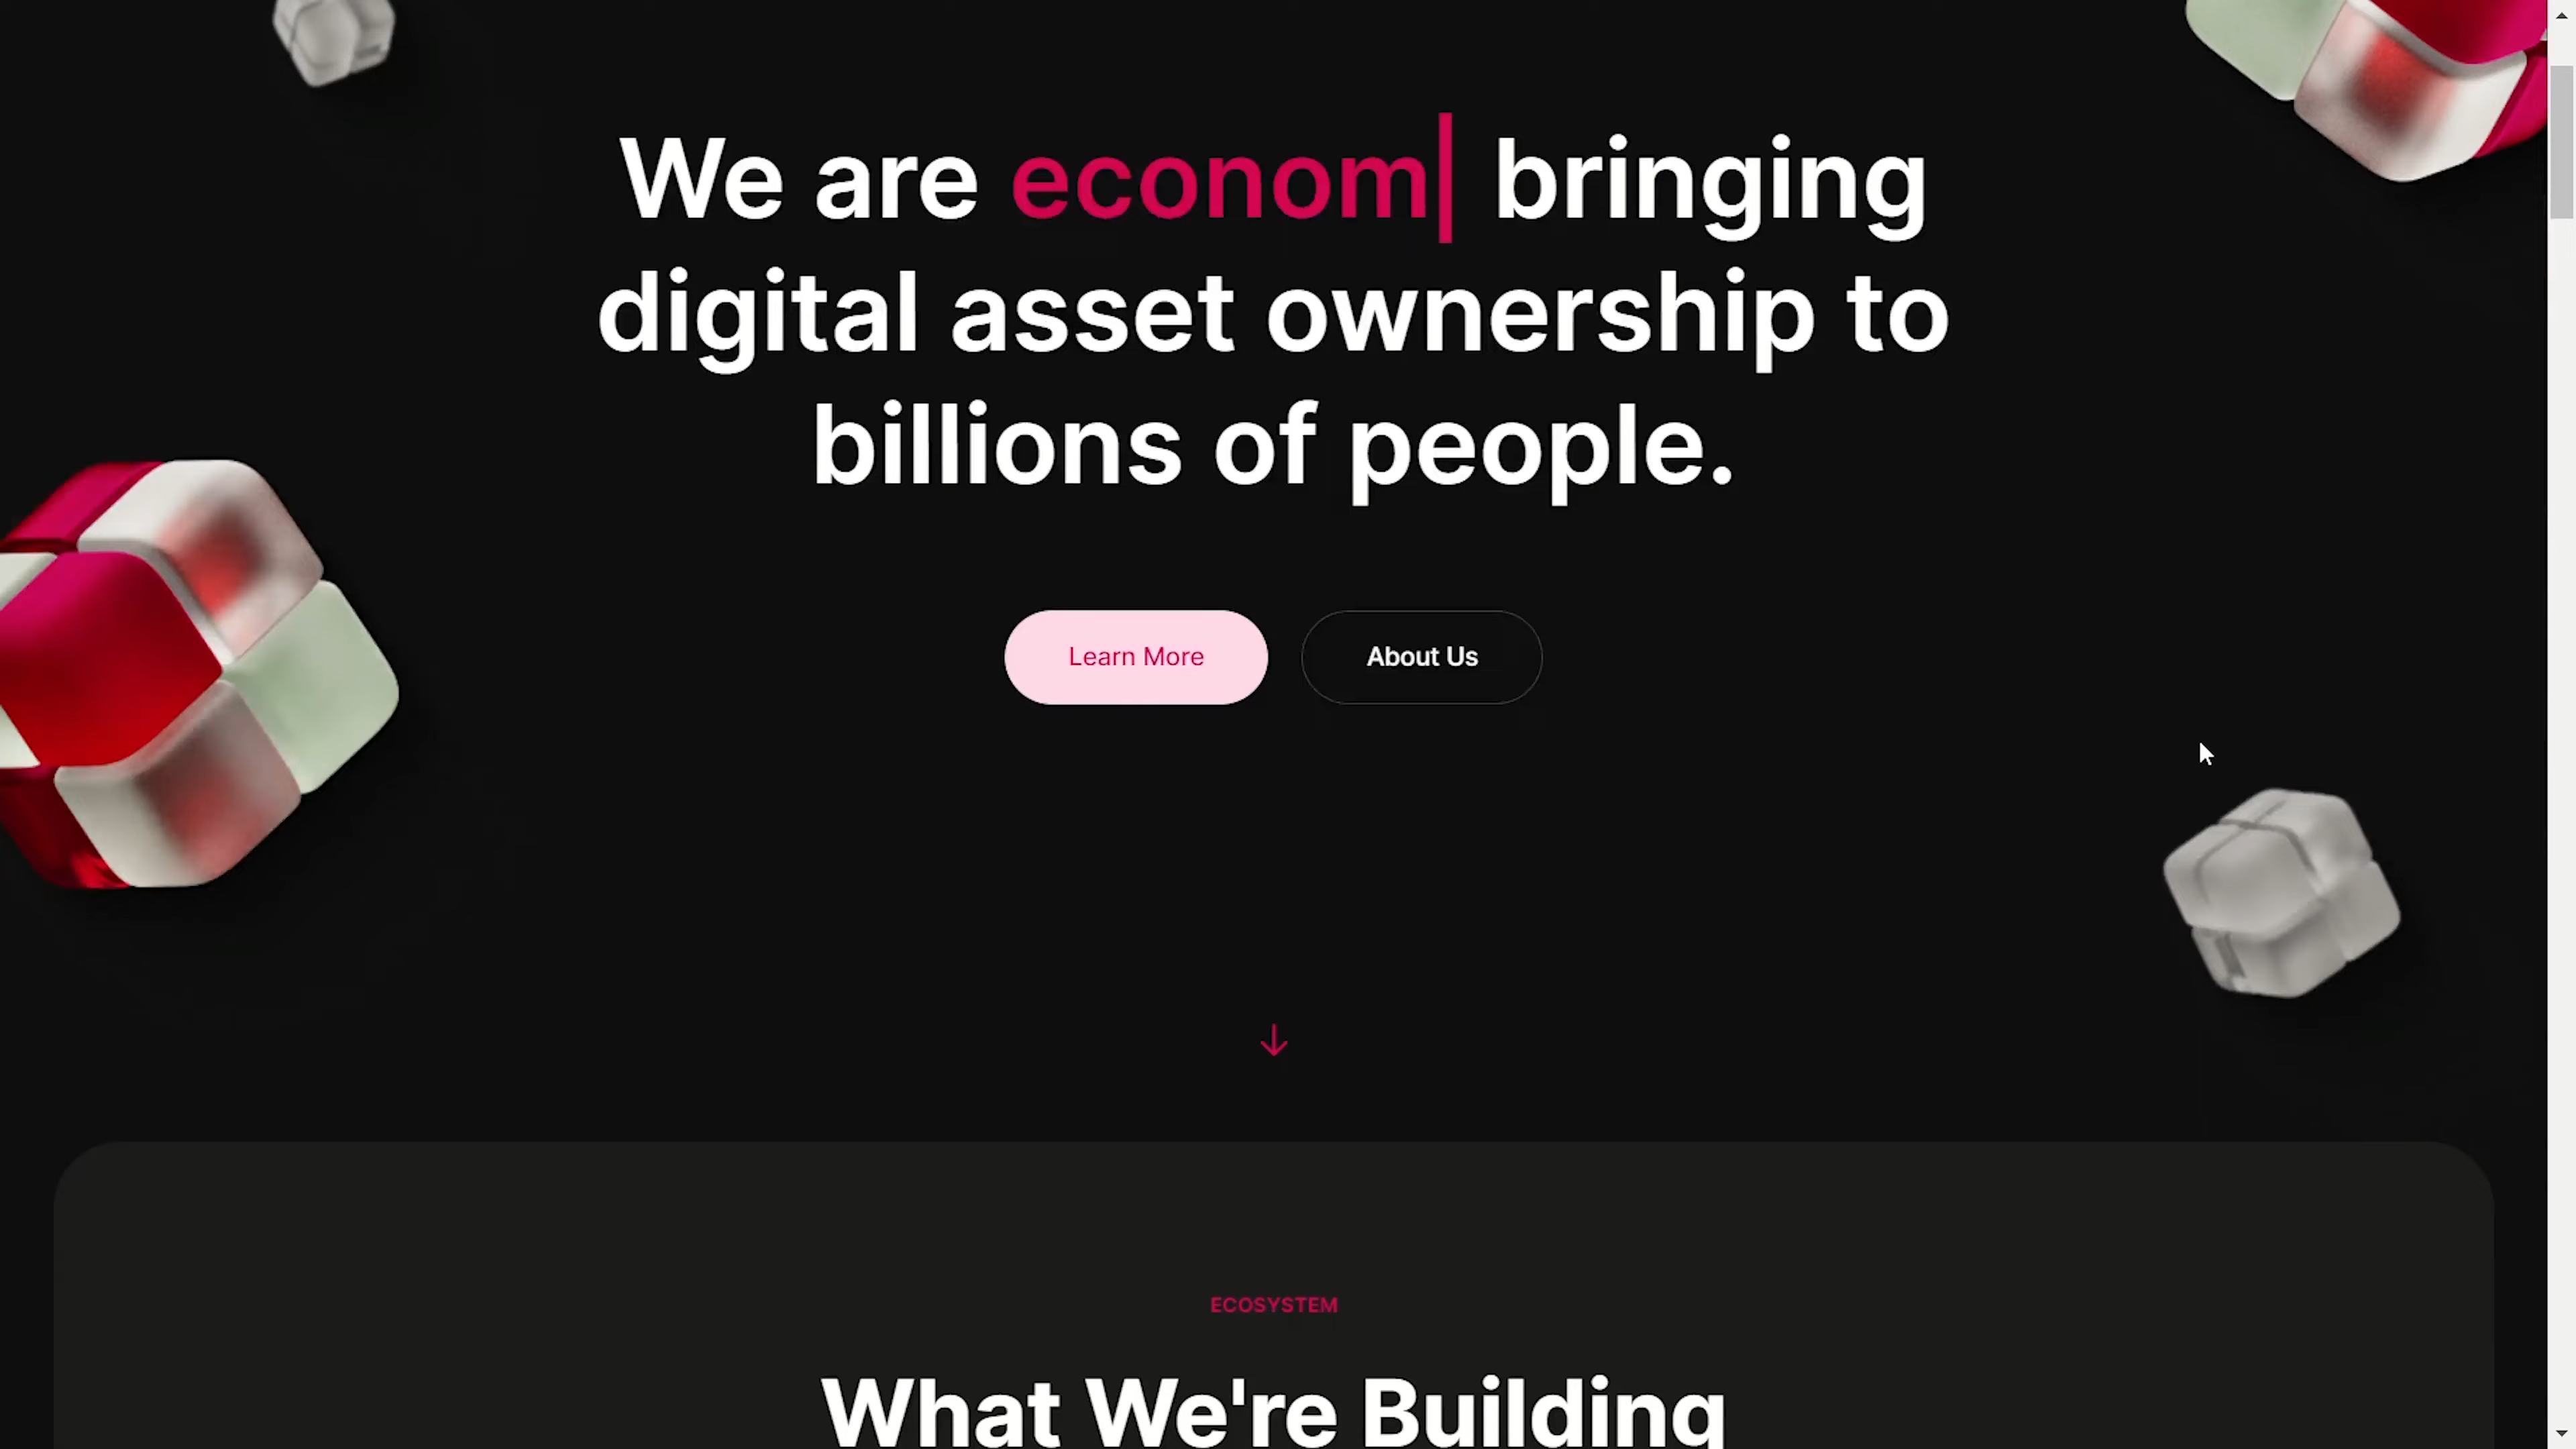 We are econom bringing
digital asset ownership to
billions of people.
Learn More
About Us
ECOSYSTEM
What We're Building